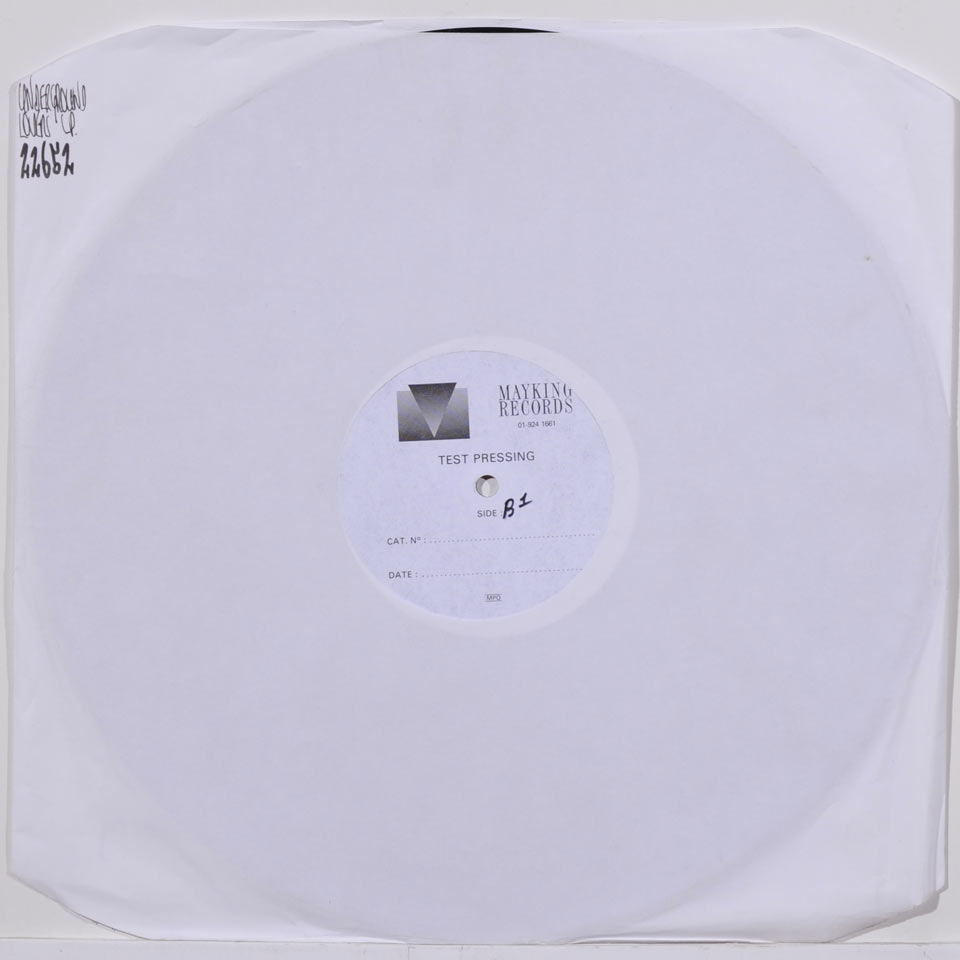 UNDERGROUND
LOVERS LP.
22682
MAYKING
RECORDS
01-924 1661
TEST PRESSING
SIDE : B1
CAT. Nº :
DATE :
MPO